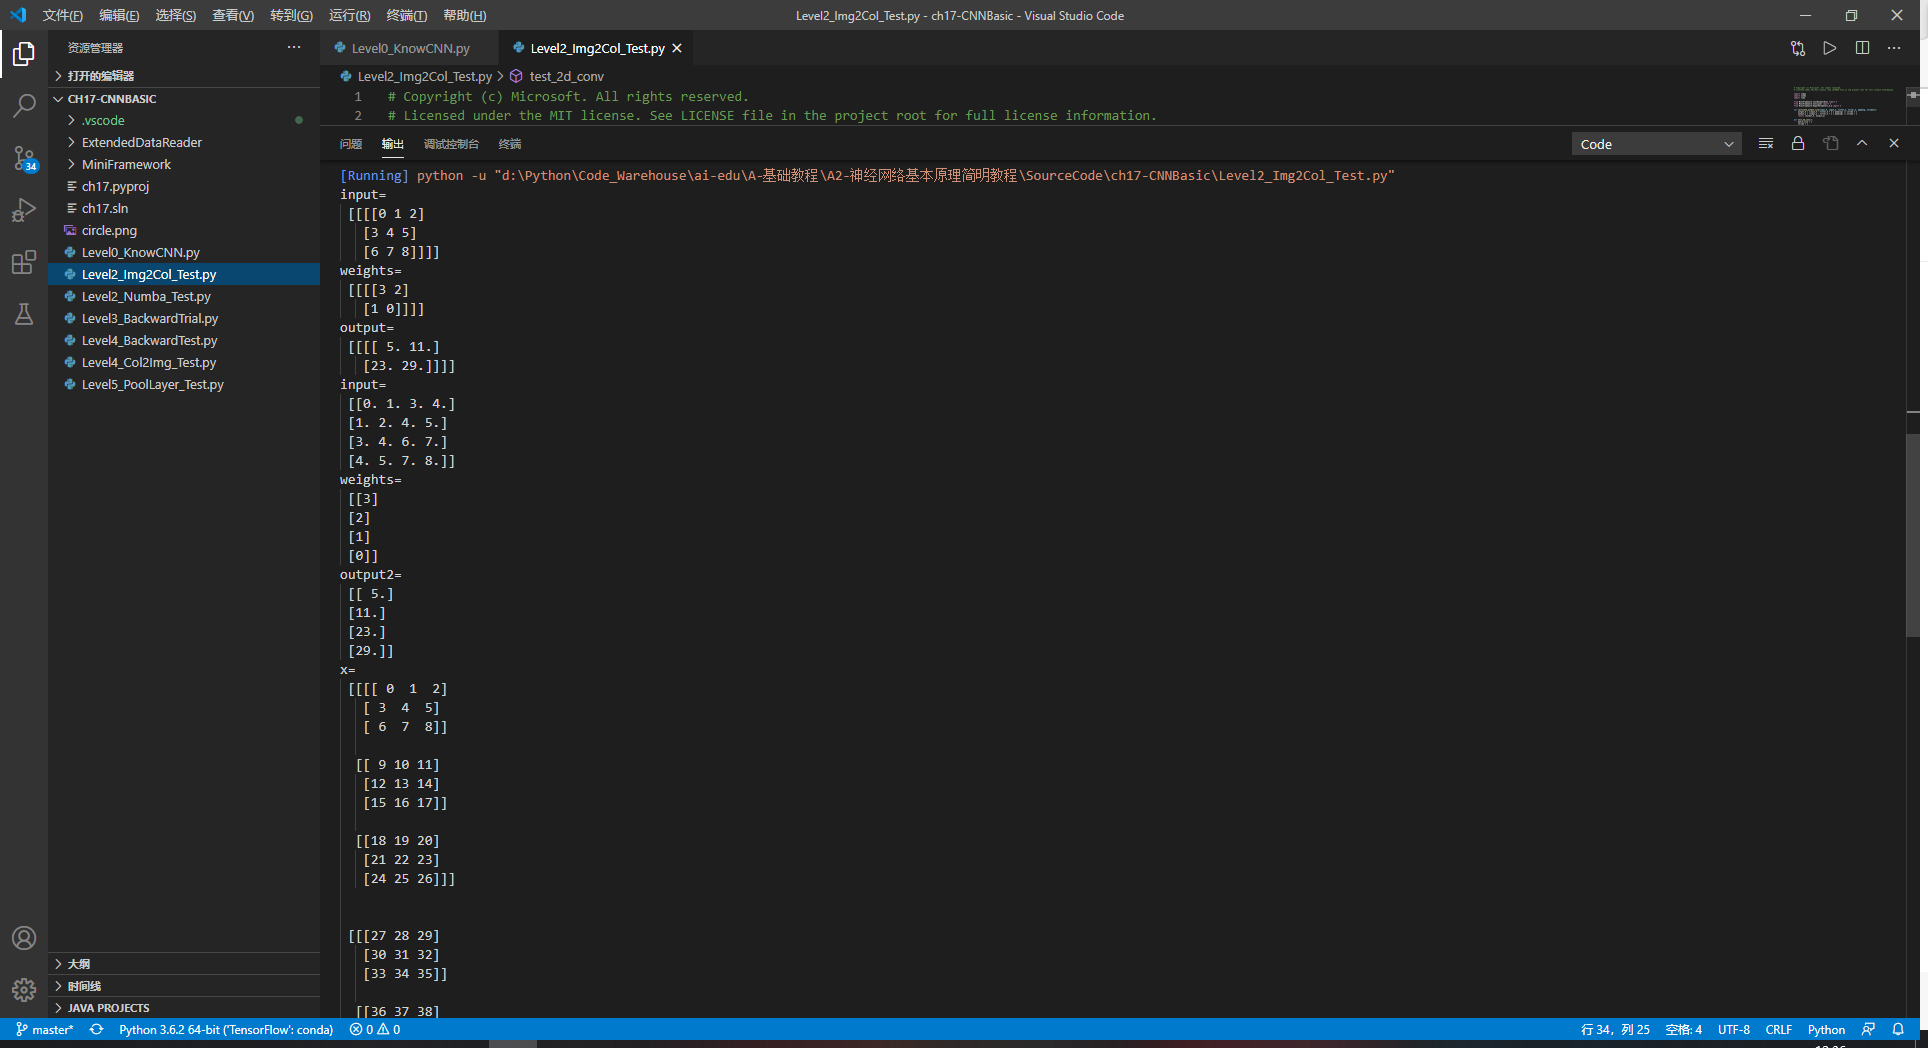 文件(F) 编辑(E) 选择(S) 查看(V) 转到(G) 运行(R) 终端(T) 帮助(H)
Level2_Img2Col_Test.py - ch17-CNNBasic - Visual Studio Code
资源管理器
打开的编辑器
CH17-CNNBASIC
.vscode
ExtendedDataReader
MiniFramework
ch17.pyproj
ch17.sln
circle.png
Level0_KnowCNN.py
Level2_Img2Col_Test.py
Level2_Numba_Test.py
Level3_BackwardTrial.py
Level4_BackwardTest.py
Level4_Col2Img_Test.py
Level5_PoolLayer_Test.py
大纲
时间线
JAVA PROJECTS
34
Level0_KnowCNN.py Level2_Img2Col_Test.py
Level2_Img2Col_Test.py > test_2d_conv
1 # Copyright (c) Microsoft. All rights reserved.
2 # Licensed under the MIT license. See LICENSE file in the project root for full license information.
问题 输出 调试控制台 终端
Code
[Running] python -u "d:\Python\Code_Warehouse\ai-edu\A-基础教程\A2-神经网络基本原理简明教程\SourceCode\ch17-CNNBasic\Level2_Img2Col_Test.py"
input=
[[[[0 1 2]
[3 4 5]
[6 7 8]]]]
weights=
[[[[3 2]
[1 0]]]]
output=
[[[[ 5. 11.]
[23. 29.]]]]
input=
[[0. 1. 3. 4.]
[1. 2. 4. 5.]
[3. 4. 6. 7.]
[4. 5. 7. 8.]]
weights=
[[3]
[2]
[1]
[0]]
output2=
[[ 5.]
[11.]
[23.]
[29.]]
x=
[[[[ 0  1  2]
[ 3  4  5]
[ 6  7  8]]
[[ 9 10 11]
[12 13 14]
[15 16 17]]
[[18 19 20]
[21 22 23]
[24 25 26]]]
[[[27 28 29]
[30 31 32]
[33 34 35]]
[[36 37 38]
master* Python 3.6.2 64-bit ('TensorFlow': conda) 0 0
行 34，列 25 空格: 4 UTF-8 CRLF Python